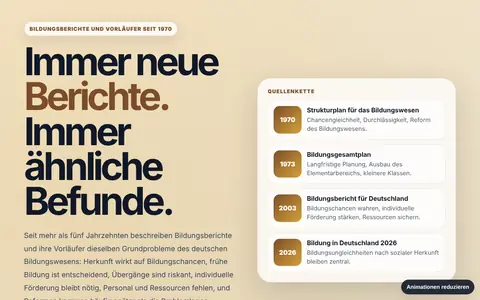 BILDUNGSBERICHTE UND VORLÄUFER SEIT 1970
Immer neue
Berichte.
Immer
ähnliche
Befunde.
Seit mehr als fünf Jahrzehnten beschreiben Bildungsberichte
und ihre Vorläufer dieselben Grundprobleme des deutschen
Bildungswesens: Herkunft wirkt auf Bildungschancen, frühe
Bildung ist entscheidend, Übergänge sind riskant, individuelle
Förderung bleibt nötig, Personal und Ressourcen fehlen, und
QUELLENKETTE
1970
Strukturplan für das Bildungswesen
Chancengleichheit, Durchlässigkeit, Reform
des Bildungswesens.
1973
Bildungsgesamtplan
Langfristige Planung, Ausbau des
Elementarbereichs, kleinere Klassen.
2003
Bildungsbericht für Deutschland
Bildungschancen wahren, individuelle
Förderung stärken, Ressourcen sichern.
2026
Bildung in Deutschland 2026
Bildungsungleichheiten nach sozialer Herkunft
bleiben zentral.
Animationen reduzieren